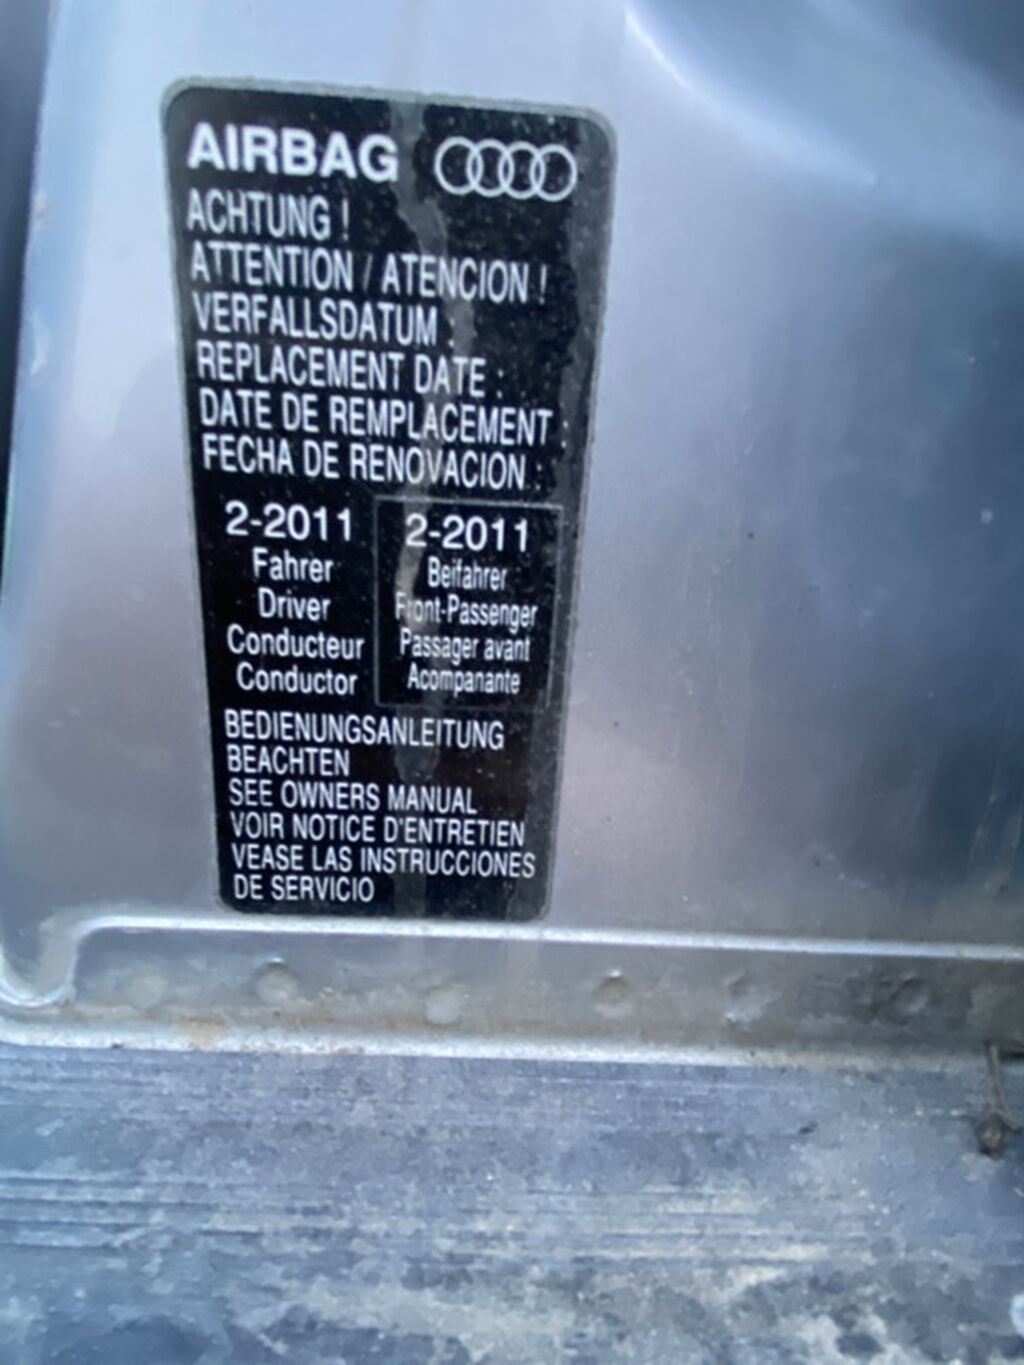 AIRBAG
ACHTUNG !
ATTENTION / ATENCION !
VERFALLSDATUM :
REPLACEMENT DATE :
DATE DE REMPLACEMENT :
FECHA DE RENOVACION :
2-2011
Fahrer
Driver
Conducteur
Conductor
2-2011
Beifahrer
Front-Passenger
Passager avant
Acompanante
BEDIENUNGSANLEITUNG
BEACHTEN
SEE OWNERS MANUAL
VOIR NOTICE D'ENTRETIEN
VEASE LAS INSTRUCCIONES
DE SERVICIO